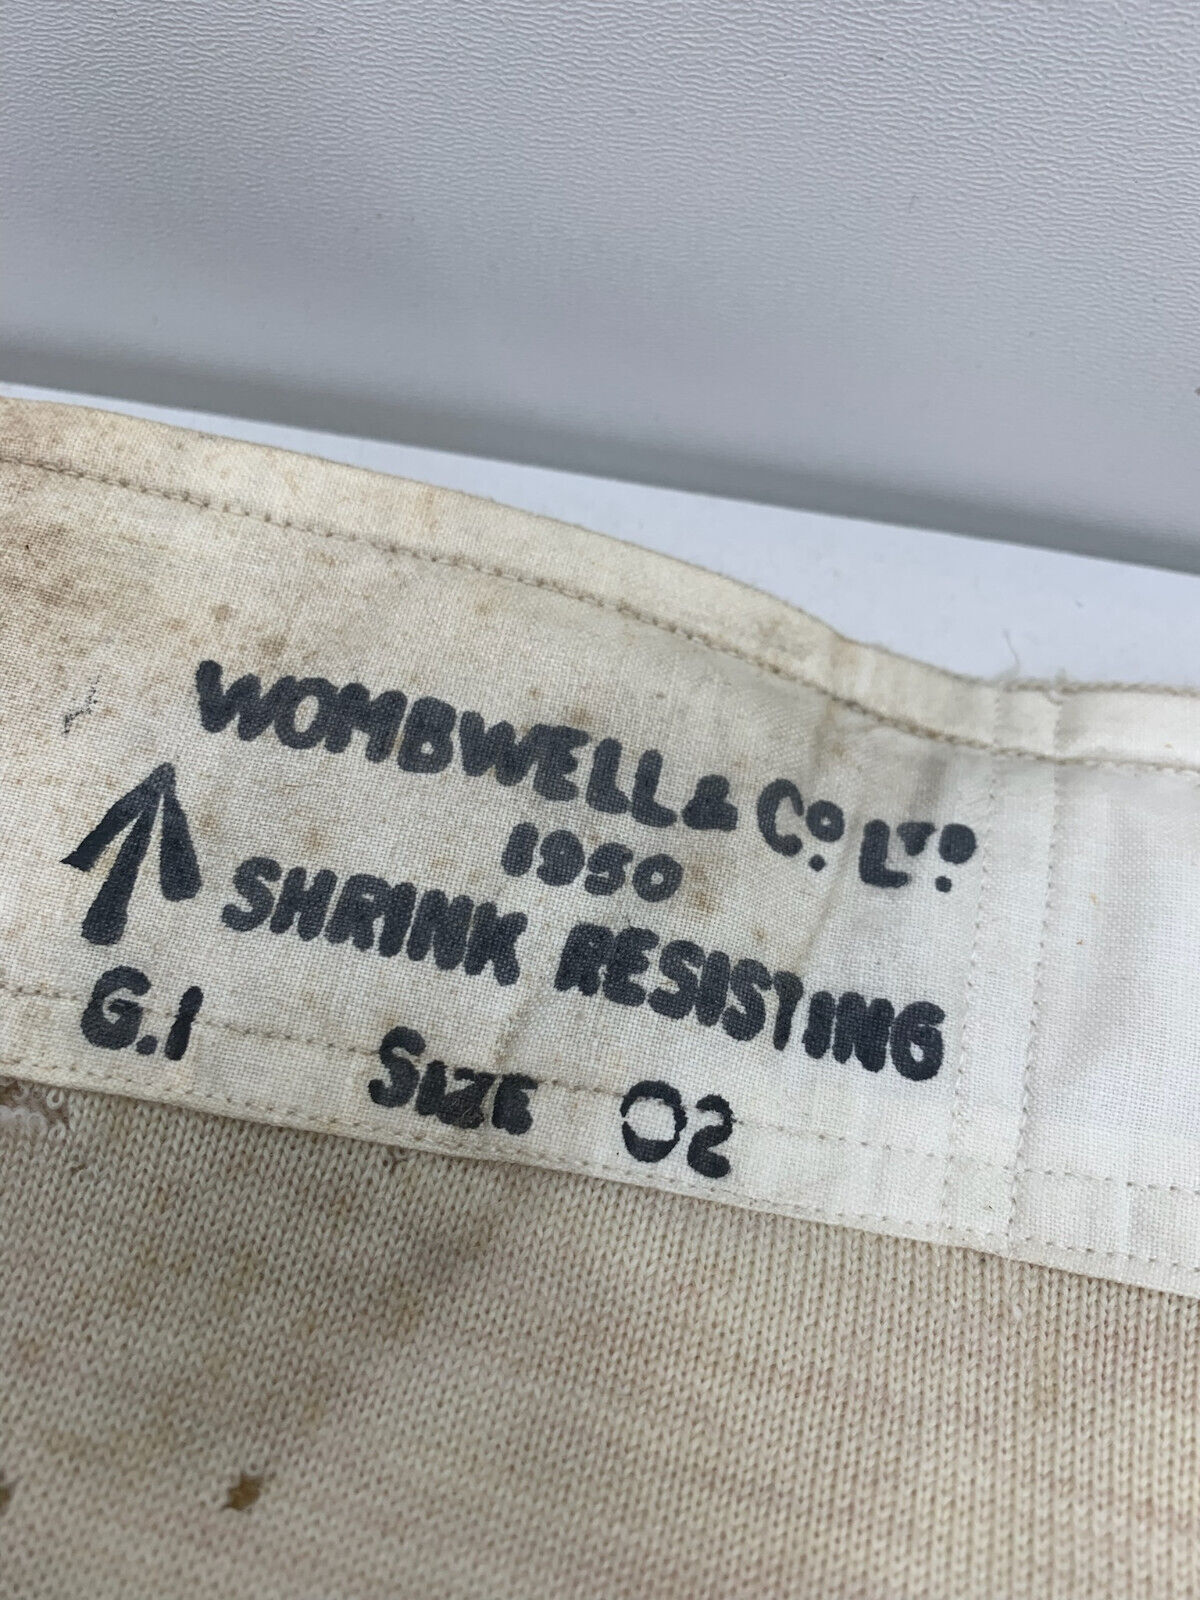 WOMBWELL & Co. LTD.
1950
SHRINK RESISTING
G.1 SIZE 02